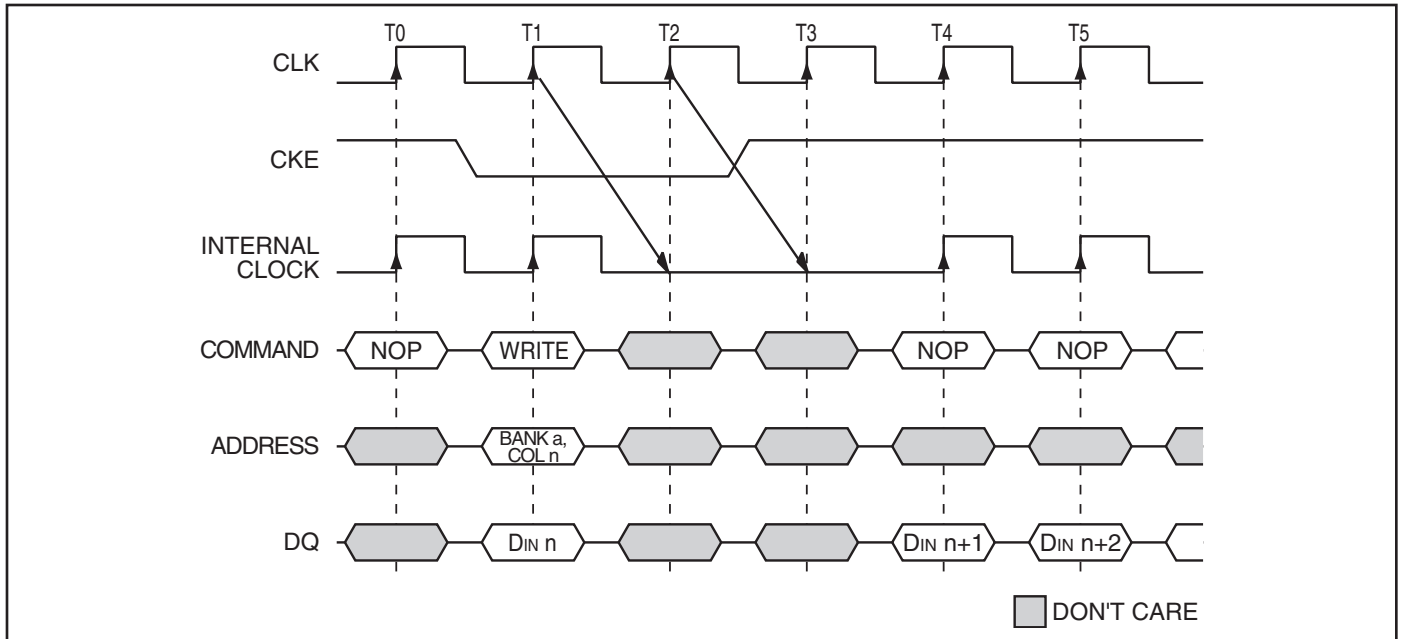 T0 T1 T2 T3 T4 T5
CLK
CKE
INTERNAL
CLOCK
COMMAND NOP WRITE NOP NOP
ADDRESS BANK a,
COL n
DQ DIN n DIN n+1 DIN n+2
DON'T CARE